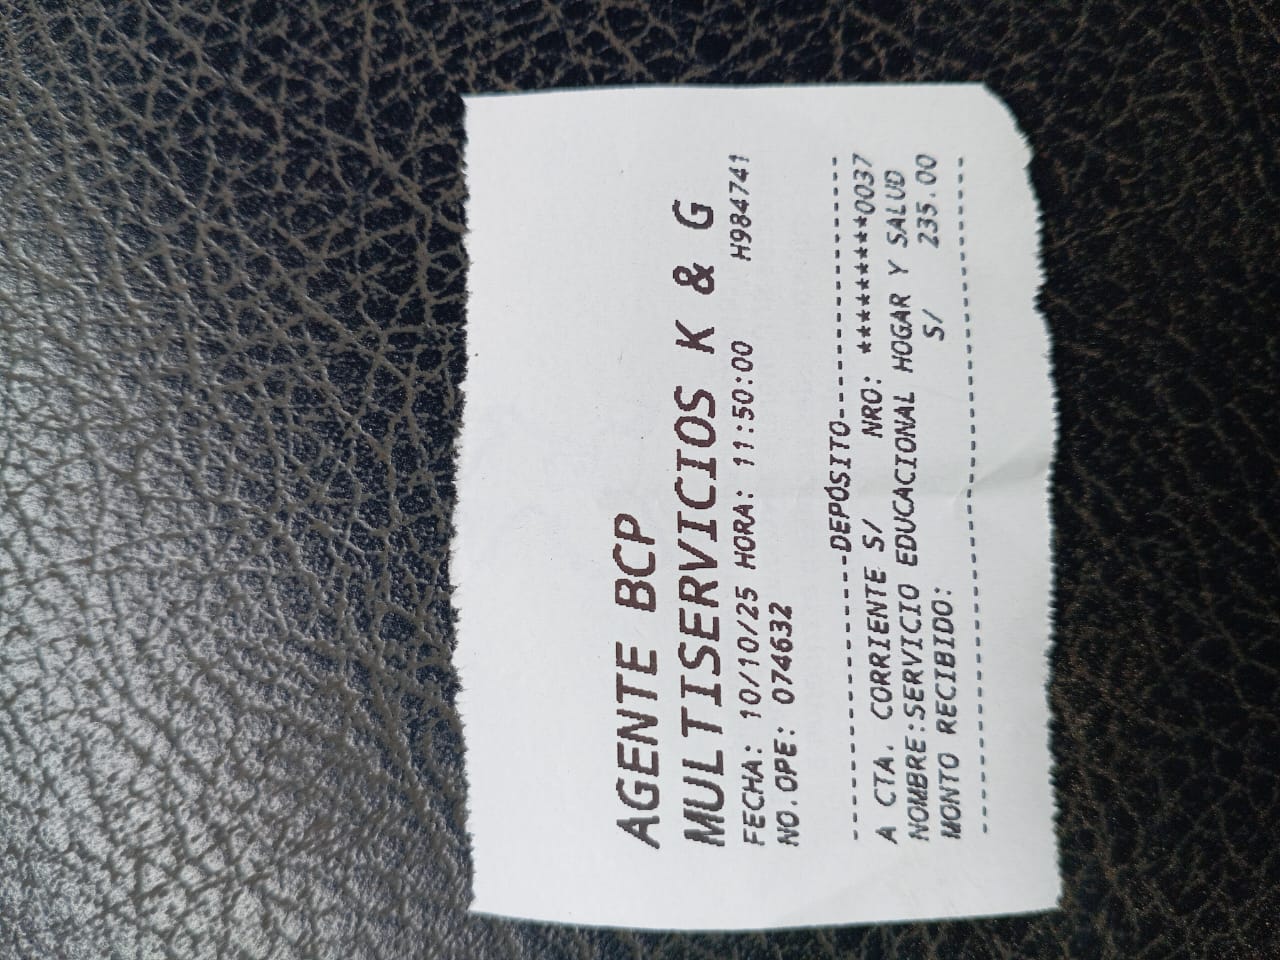 AGENTE BCP
MULTISERVICIOS K & G
FECHA: 10/10/25 HORA: 11:50:00 H984741
NO.OPE: 074632
--------------------DEPÓSITO--------------------
A CTA. CORRIENTE S/ NRO: *********0037
NOMBRE:SERVICIO EDUCACIONAL HOGAR Y SALUD
MONTO RECIBIDO: S/ 235.00
------------------------------------------------